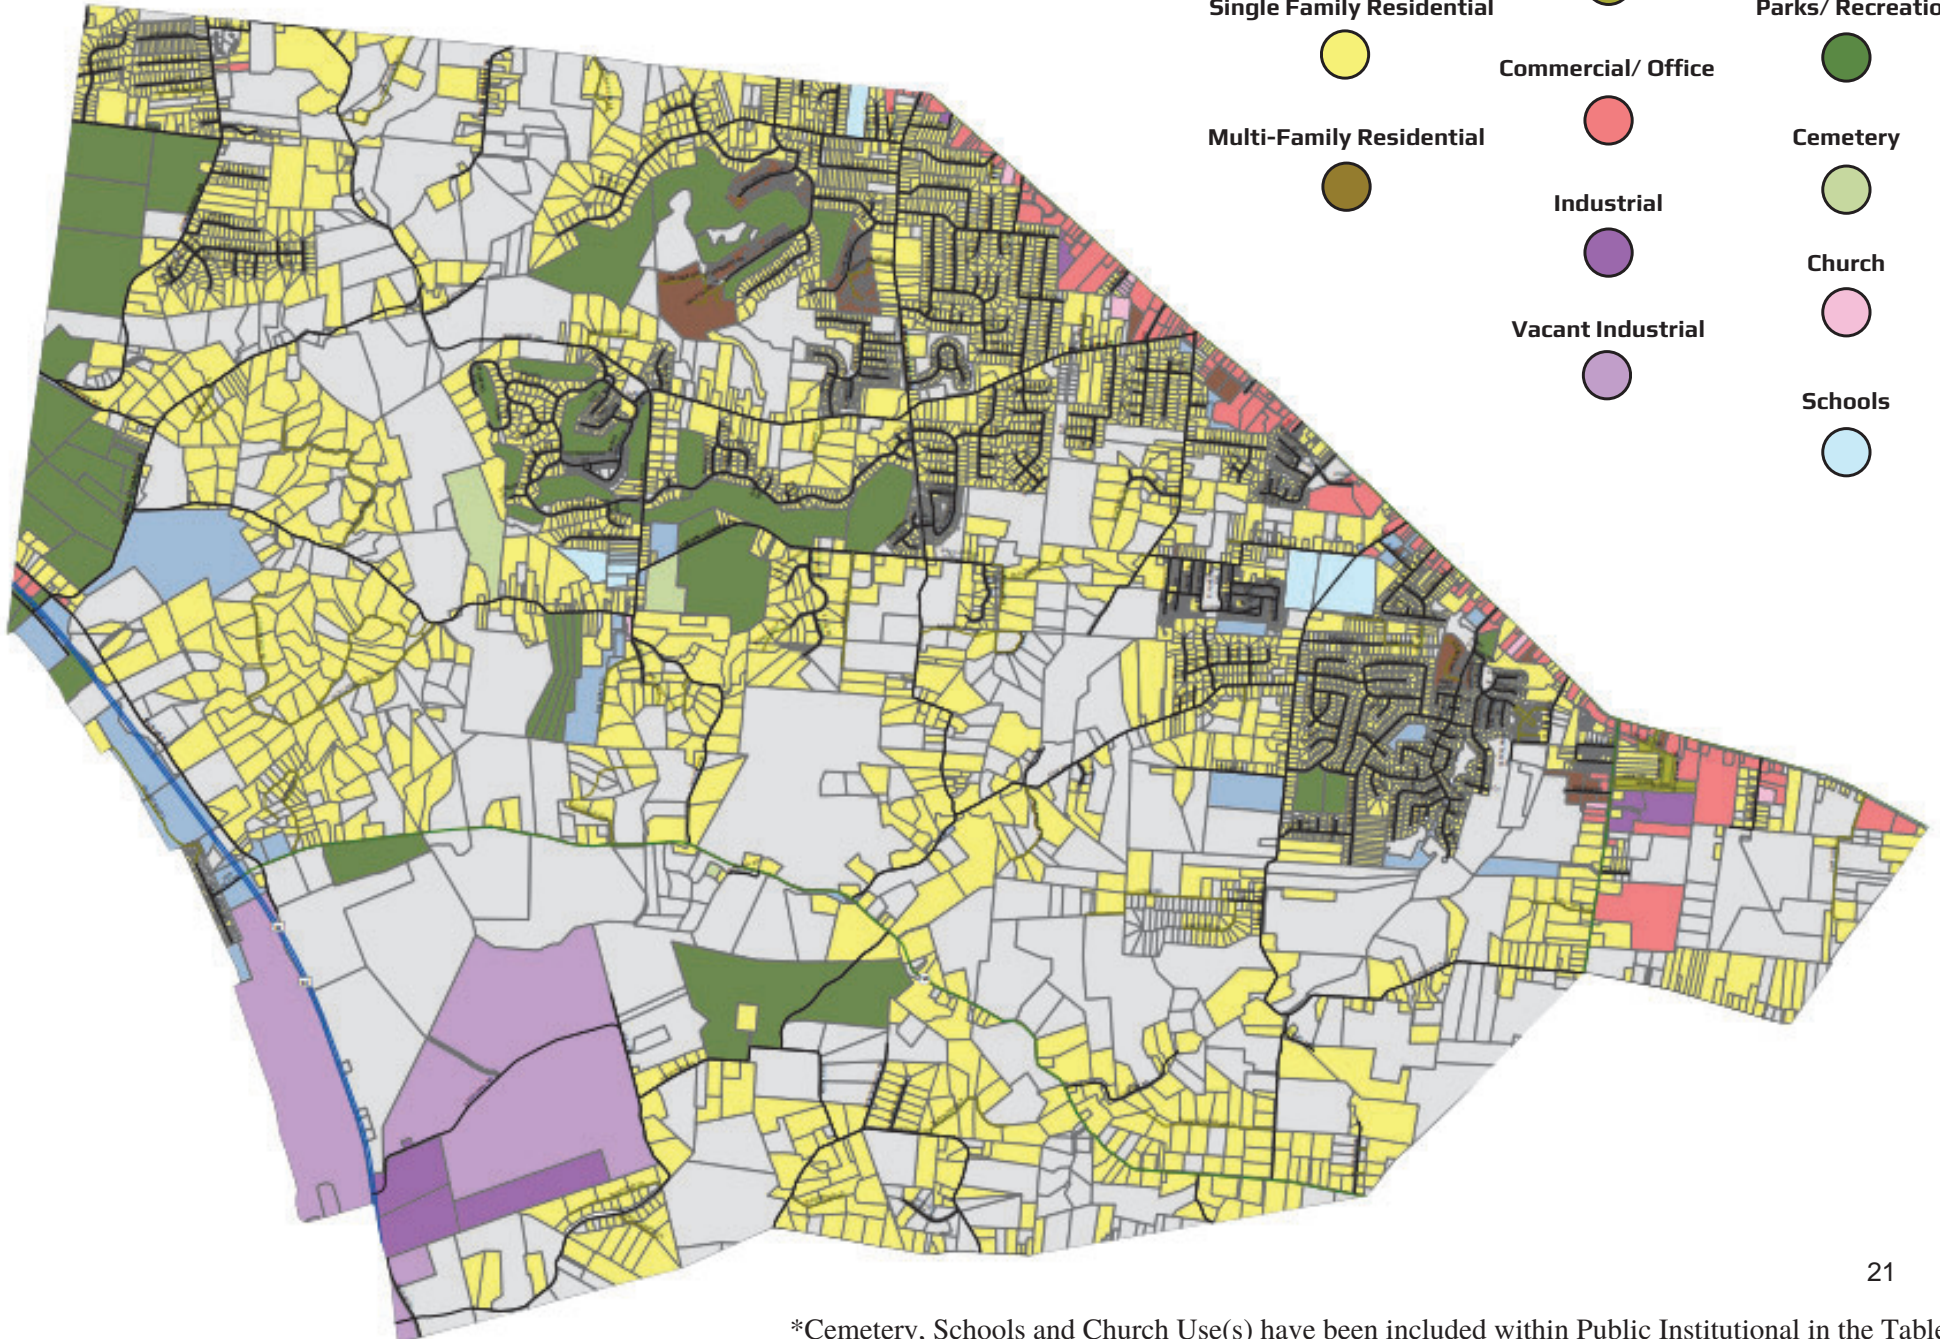 Single Family Residential
Parks/ Recreatio
Commercial/ Office
Multi-Family Residential
Cemetery
Industrial
Church
Vacant Industrial
Schools
21
*Cemetery, Schools and Church Use(s) have been included within Public Institutional in the Table